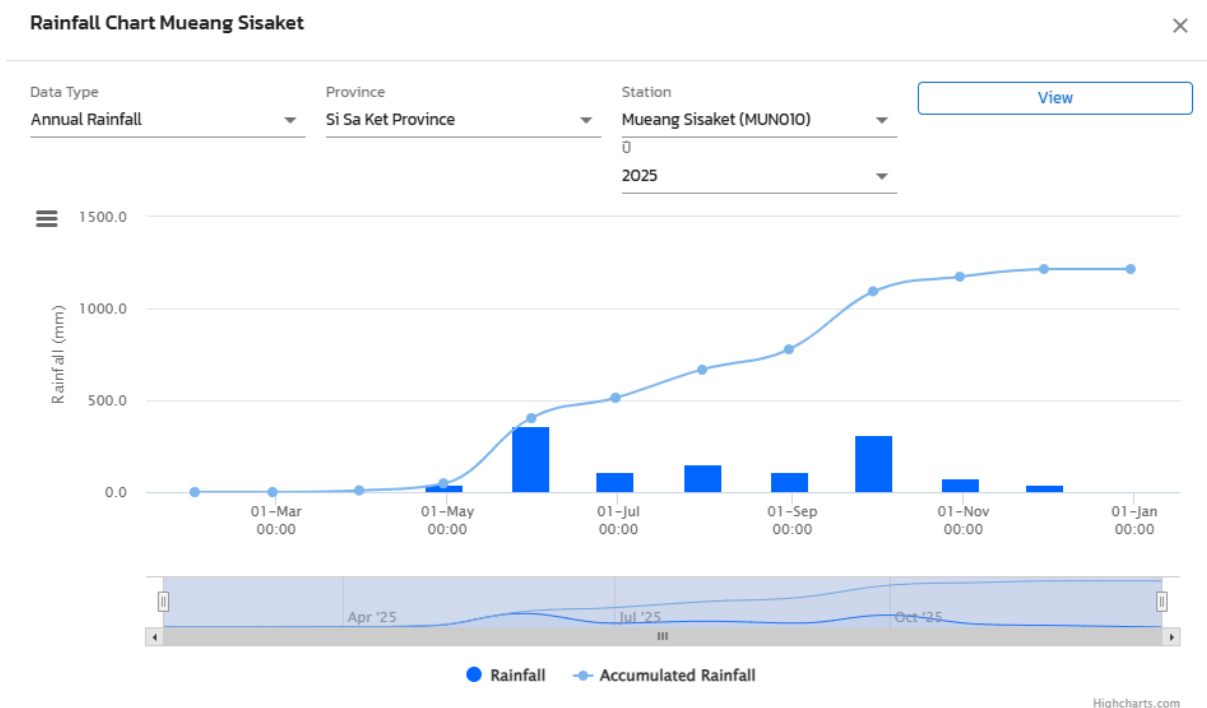 Rainfall Chart Mueang Sisaket
Data Type
Province
Station
View
Annual Rainfall
Si Sa Ket Province
Mueang Sisaket (MUN010)
ปี
2025
1500.0
1000.0
500.0
0.0
Rainfall (mm)
01-Mar
00:00
01-May
00:00
01-Jul
00:00
01-Sep
00:00
01-Nov
00:00
01-Jan
00:00
Apr '25
Jul '25
Oct '25
Rainfall
Accumulated Rainfall
Highcharts.com